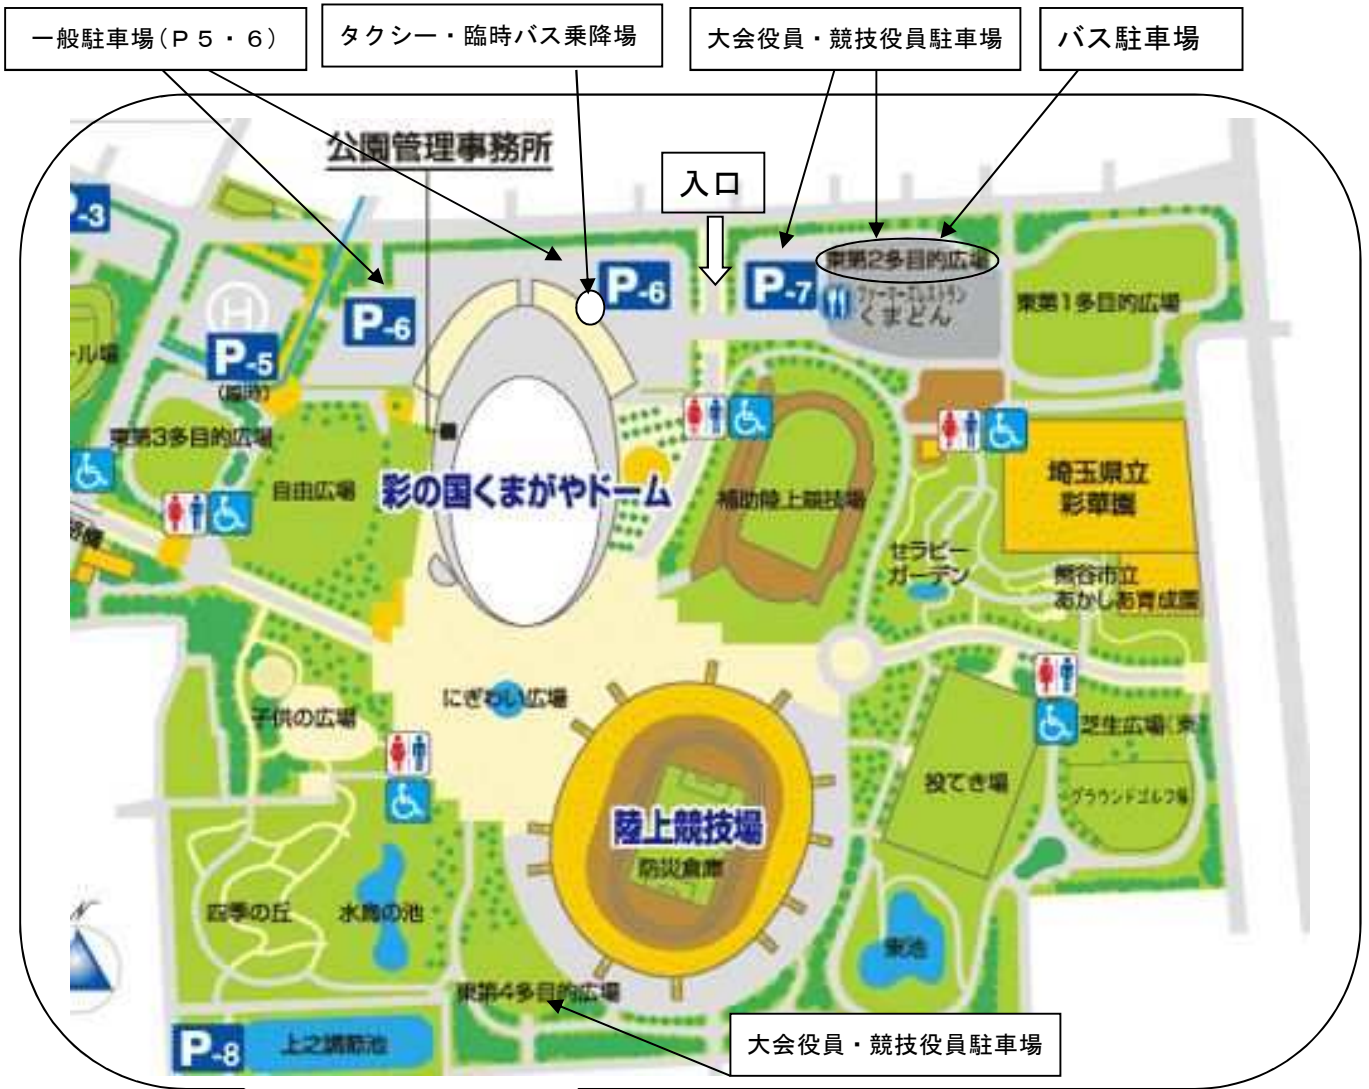 一般駐車場(P５・６)
タクシー・臨時バス乗降場
大会役員・競技役員駐車場
バス駐車場
公園管理事務所
入口
P-3
P-6
P-7
東第2多目的広場
くまどん
東第1多目的広場
P-6
P-5
(臨時)
H
ール場
東第3多目的広場
自由広場
彩の国くまがやドーム
補助陸上競技場
埼玉県立
彩華園
セラピー
ガーデン
熊谷市立
あかしあ育成園
にぎわい広場
子供の広場
芝生広場(東
投てき場
グラウンドゴルフ場
陸上競技場
防災倉庫
四季の丘
水鳥の池
東池
N
東第4多目的広場
大会役員・競技役員駐車場
P-8
上之調節池